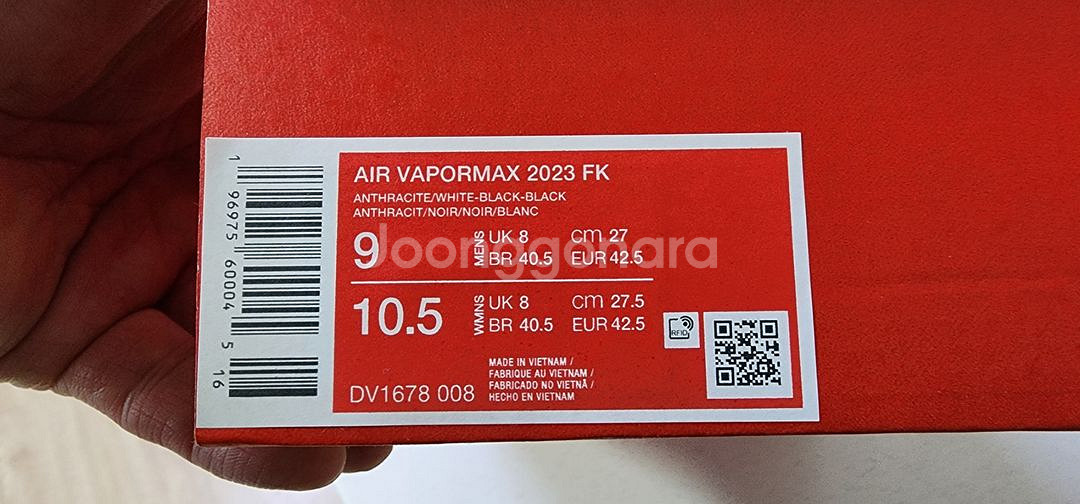 AIR VAPORMAX 2023 FK
ANTHRACITE/WHITE-BLACK-BLACK
ANTHRACIT/NOIR/NOIR/BLANC
9 MENS UK 8 cm 27
BR 40.5 EUR 42.5
10.5 WMNS UK 8 cm 27.5
BR 40.5 EUR 42.5
RFID
MADE IN VIETNAM /
FABRIQUE AU VIETNAM /
FABRICADO NO VIETNÃ /
HECHO EN VIETNAM
DV1678 008
1 96975 60004 5
16
Joonggonara